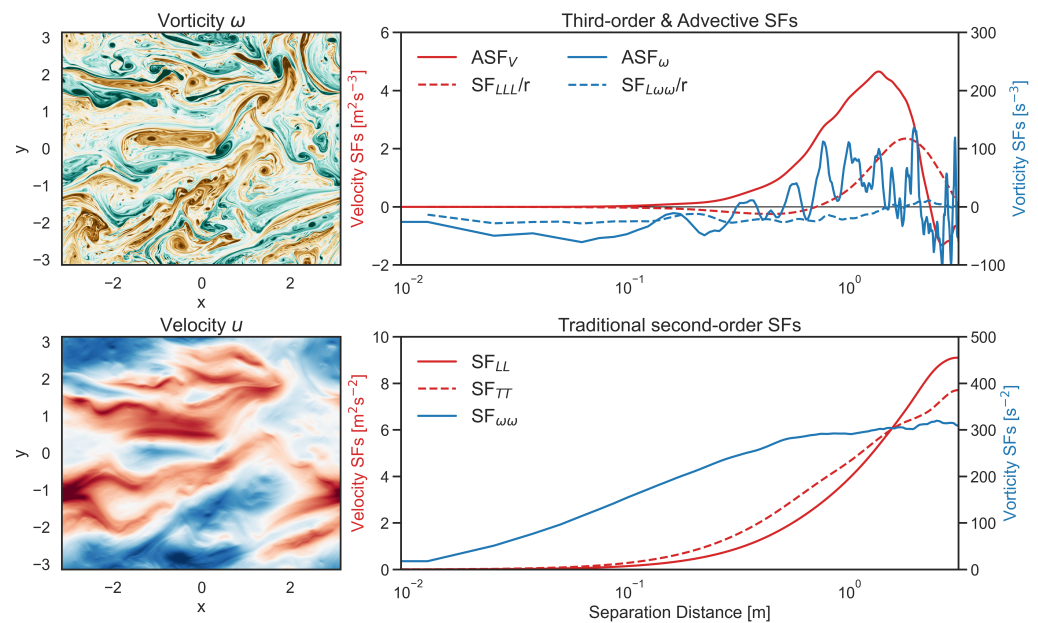 Vorticity ω
3
2
1
0
−1
−2
−3
y
−2
0
2
x
Third-order & Advective SFs
6
4
2
0
−2
Velocity SFs [m²s⁻³]
ASF_V
SF_LLL/r
ASF_ω
SF_Lωω/r
300
200
100
0
−100
Vorticity SFs [s⁻³]
10⁻²
10⁻¹
10⁰
Velocity u
3
2
1
0
−1
−2
−3
y
−2
0
2
x
Traditional second-order SFs
10
8
6
4
2
0
Velocity SFs [m²s⁻²]
SF_LL
SF_TT
SF_ωω
500
400
300
200
100
0
Vorticity SFs [s⁻²]
10⁻²
10⁻¹
10⁰
Separation Distance [m]